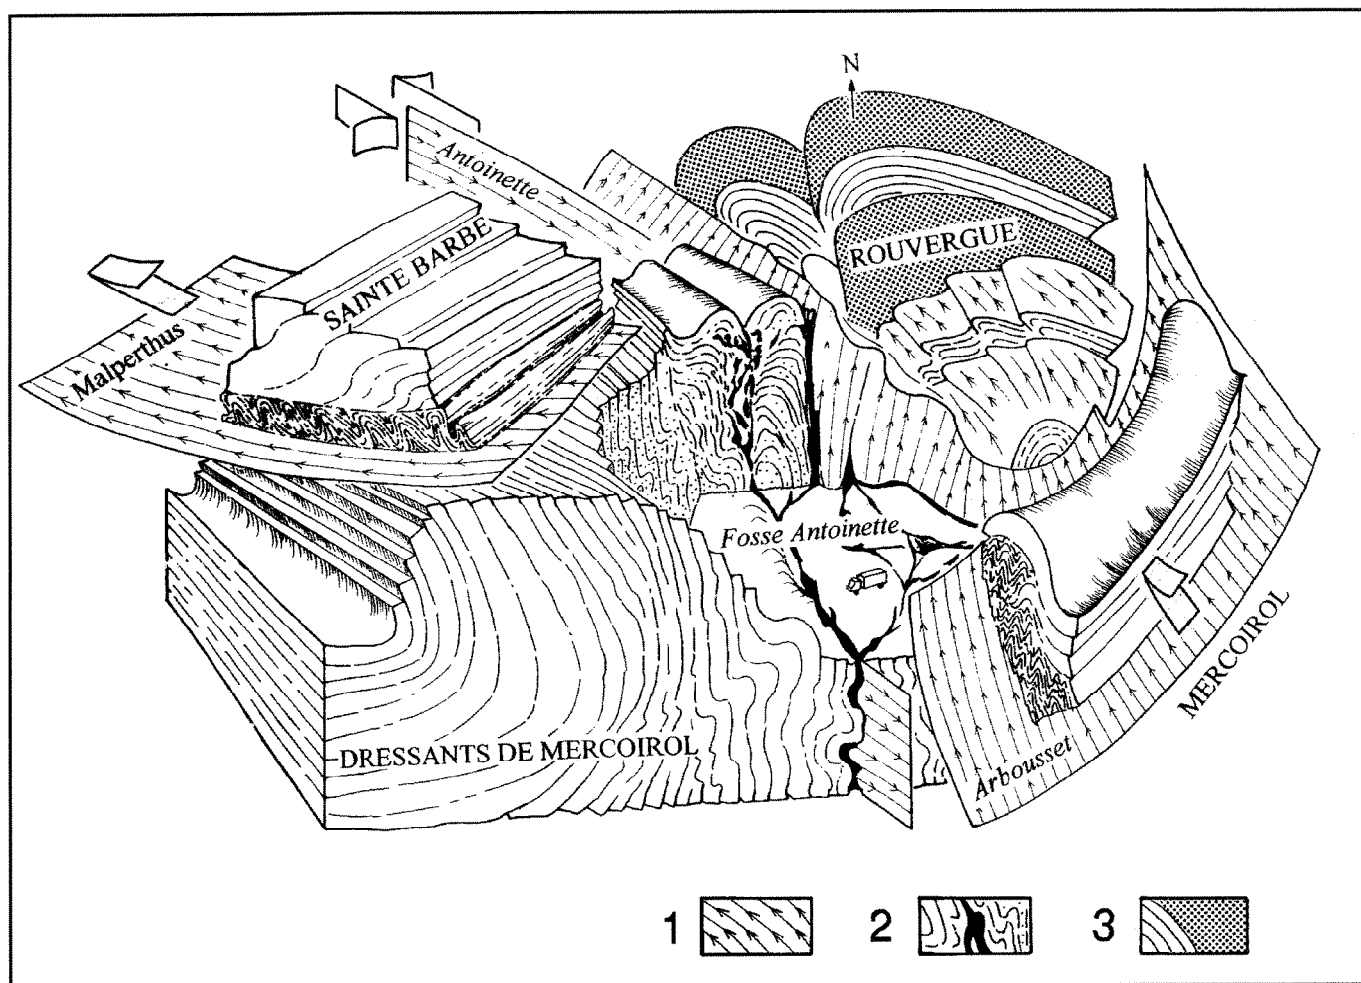 N
Antoinette
SAINTE BARBE
ROUVERGUE
Malperthus
Fosse Antoinette
MERCOIROL
DRESSANTS DE MERCOIROL
Arbousset
1
2
3